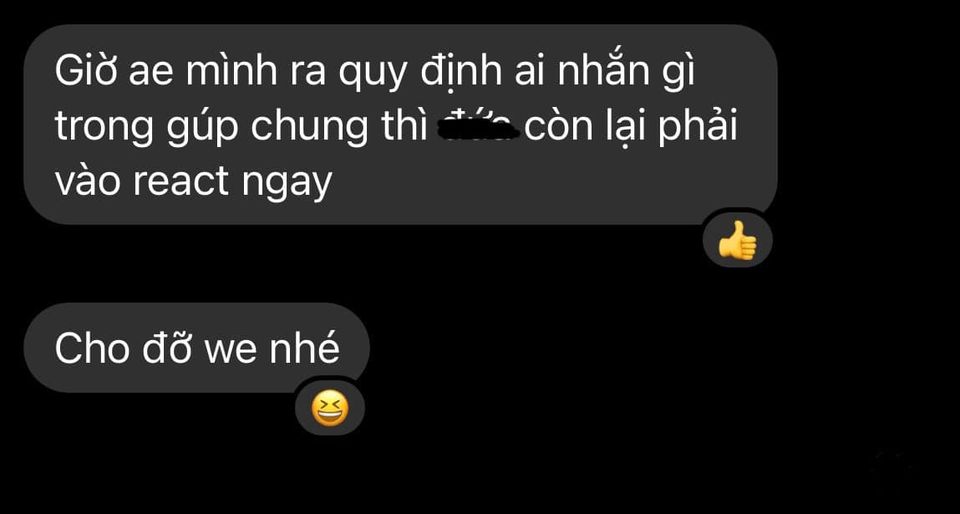 Giờ ae mình ra quy định ai nhắn gì
trong gúp chung thì còn lại phải
vào react ngay
Cho đỡ we nhé